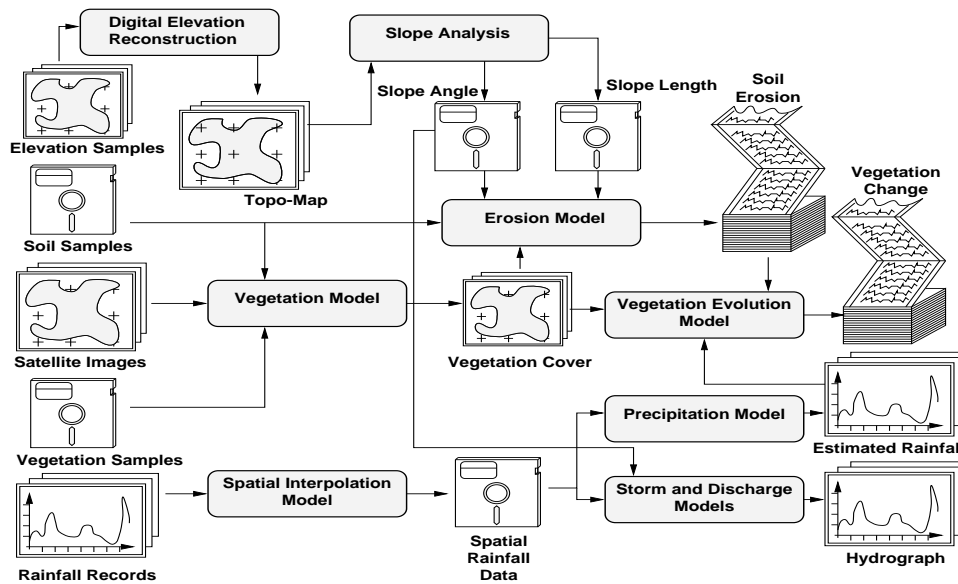 Digital Elevation
Reconstruction
Slope Analysis
Elevation Samples
Topo-Map
Slope Angle
Slope Length
Soil
Erosion
Vegetation
Change
Soil Samples
Erosion Model
Satellite Images
Vegetation Model
Vegetation Cover
Vegetation Evolution
Model
Vegetation Samples
Precipitation Model
Estimated Rainfall
Rainfall Records
Spatial Interpolation
Model
Spatial
Rainfall
Data
Storm and Discharge
Models
Hydrograph